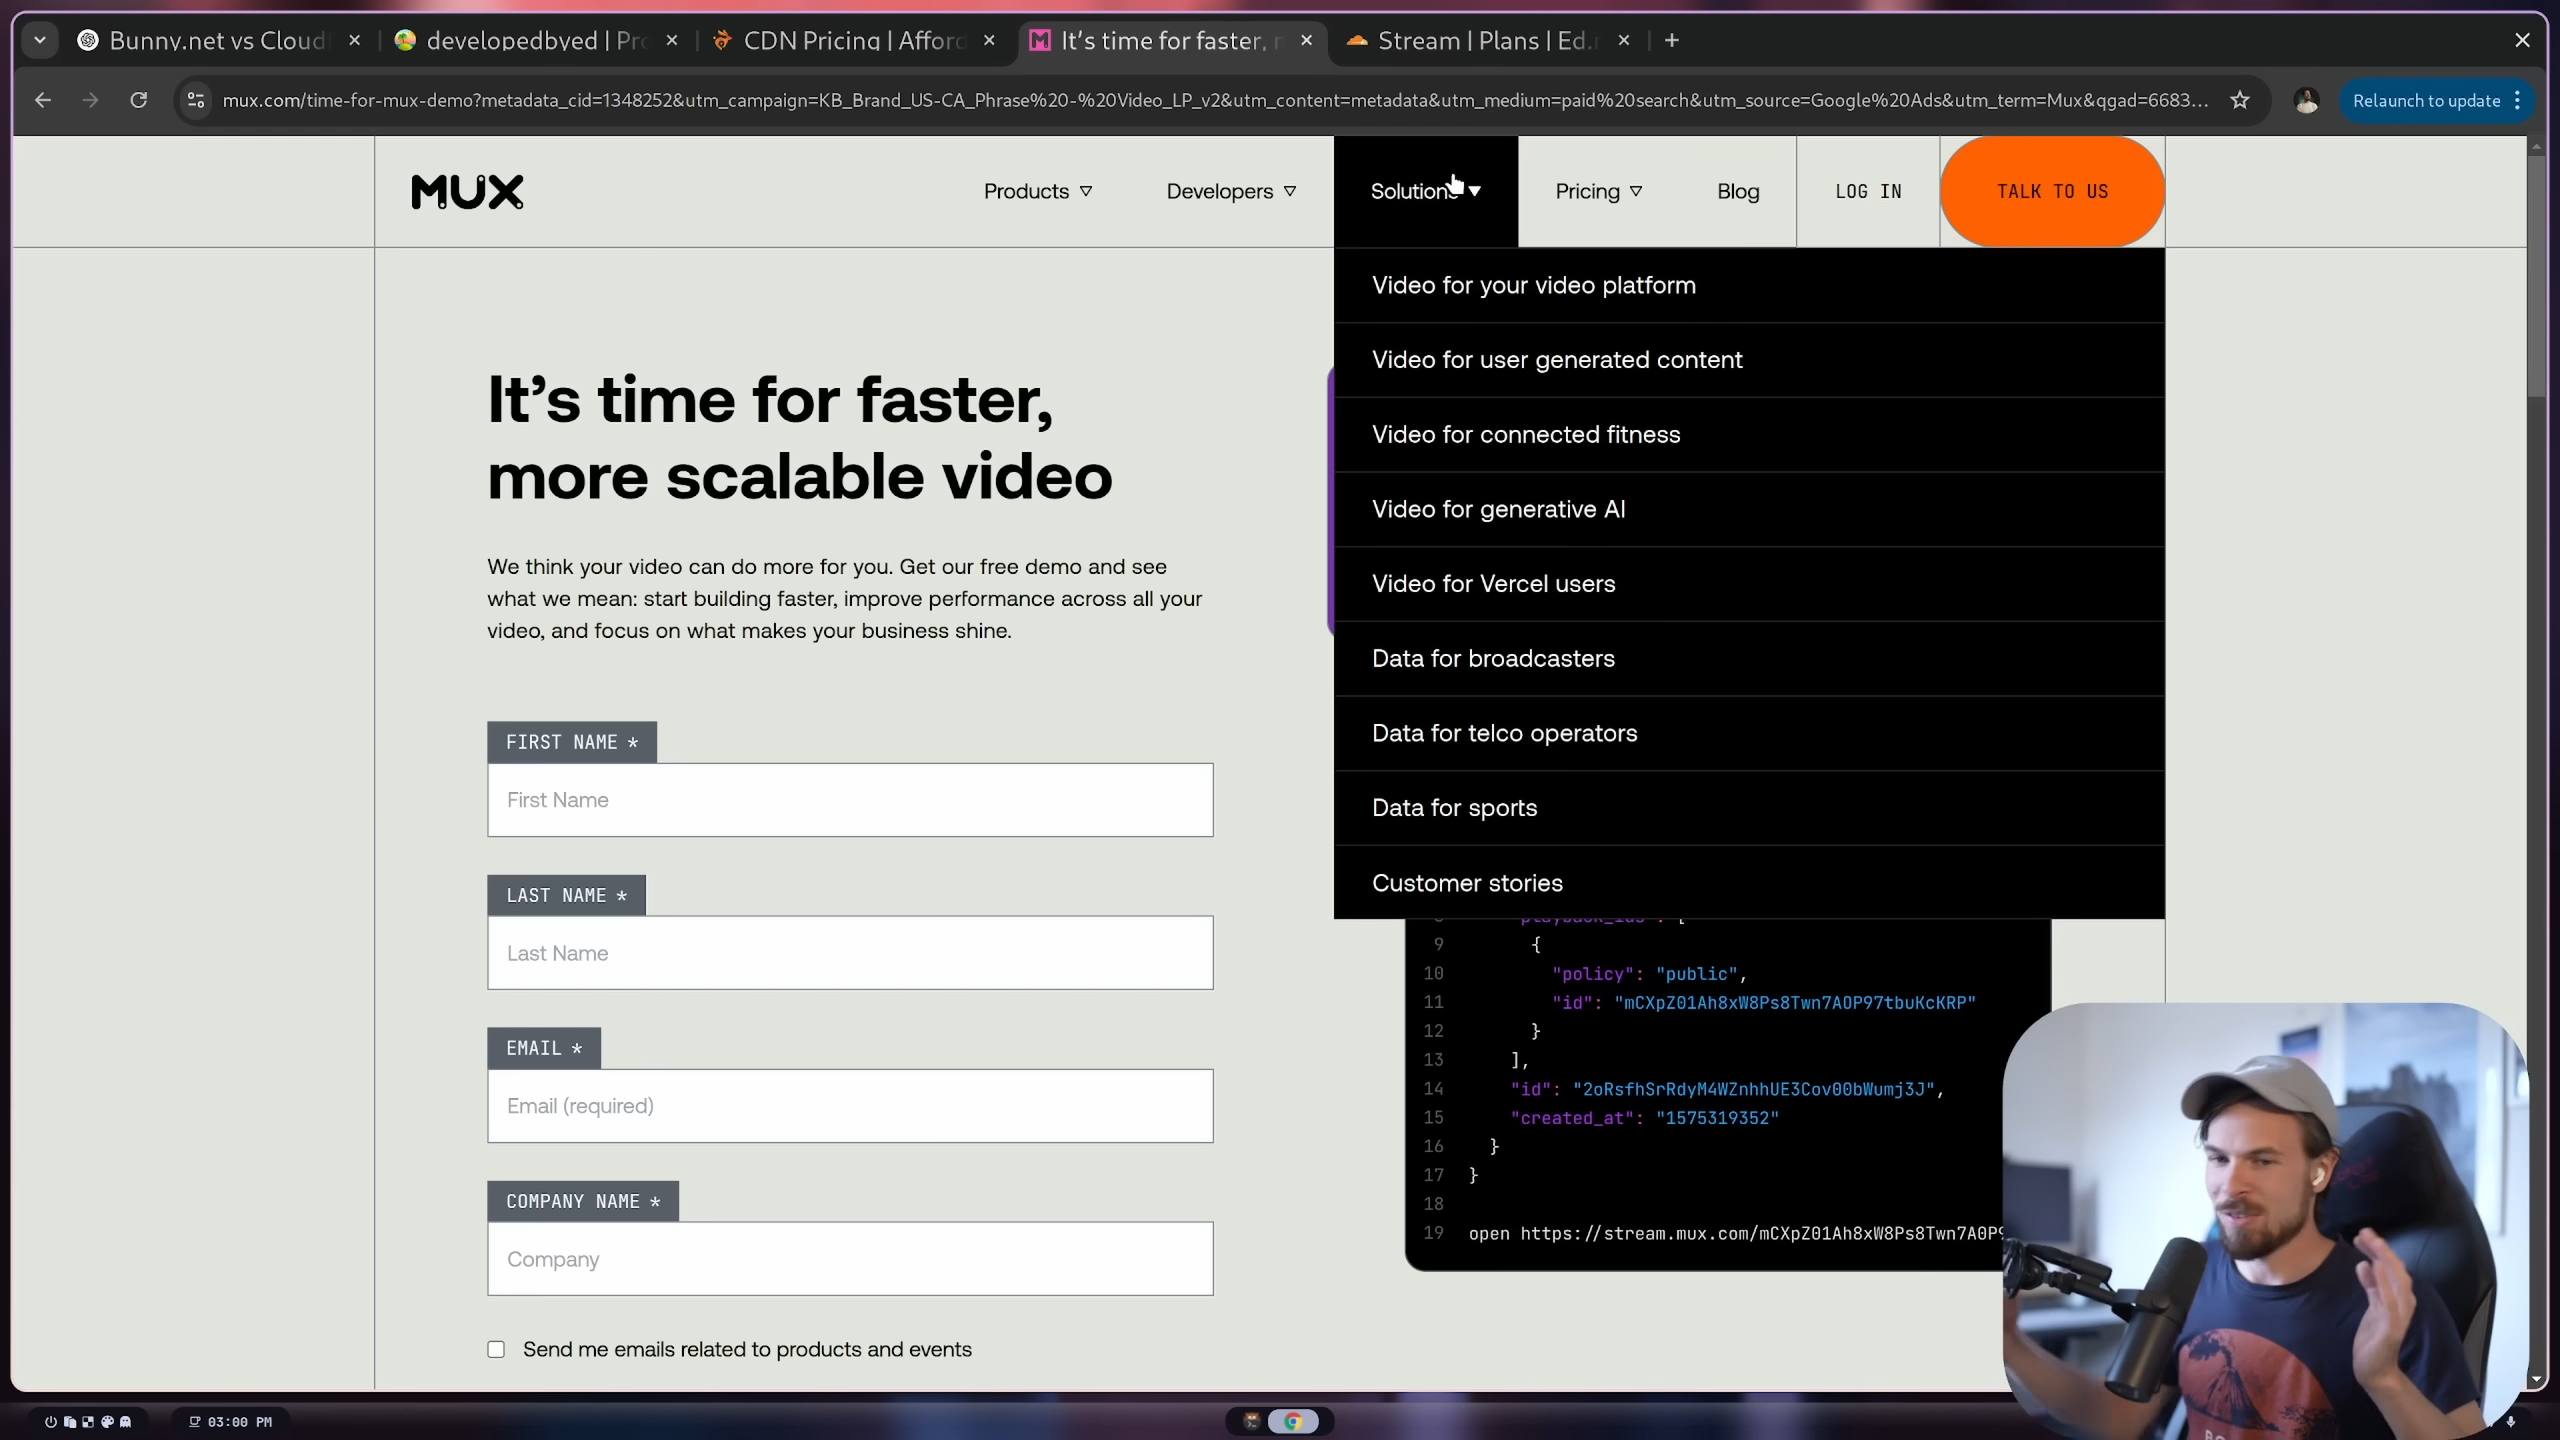 Bunny.net vs Cloud
developedbyed | Pro
CDN Pricing | Afford
It's time for faster, m
Stream | Plans | Ed.
mux.com/time-for-mux-demo?metadata_cid=1348252&utm_campaign=KB_Brand_US-CA_Phrase%20-%20Video_LP_v2&utm_content=metadata&utm_medium=paid%20search&utm_source=Google%20Ads&utm_term=Mux&qgad=6683...
Relaunch to update
MUX
Products
Developers
Solutions
Pricing
Blog
LOG IN
TALK TO US
Video for your video platform
Video for user generated content
Video for connected fitness
Video for generative AI
Video for Vercel users
Data for broadcasters
Data for telco operators
Data for sports
Customer stories
It’s time for faster,
more scalable video
We think your video can do more for you. Get our free demo and see
what we mean: start building faster, improve performance across all your
video, and focus on what makes your business shine.
FIRST NAME *
First Name
LAST NAME *
Last Name
EMAIL *
Email (required)
COMPANY NAME *
Company
Send me emails related to products and events
9 {
10 "policy": "public",
11 "id": "mCXpZ01Ah8xW8Ps8Twn7AOP97tbuKcKRP"
12 }
13 ],
14 "id": "2oRsfhSrRdyM4WZnhhUE3Cov00bWumj3J",
15 "created_at": "1575319352"
16 }
17 }
18
19 open https://stream.mux.com/mCXpZ01Ah8xW8Ps8Twn7AOP9
03:00 PM